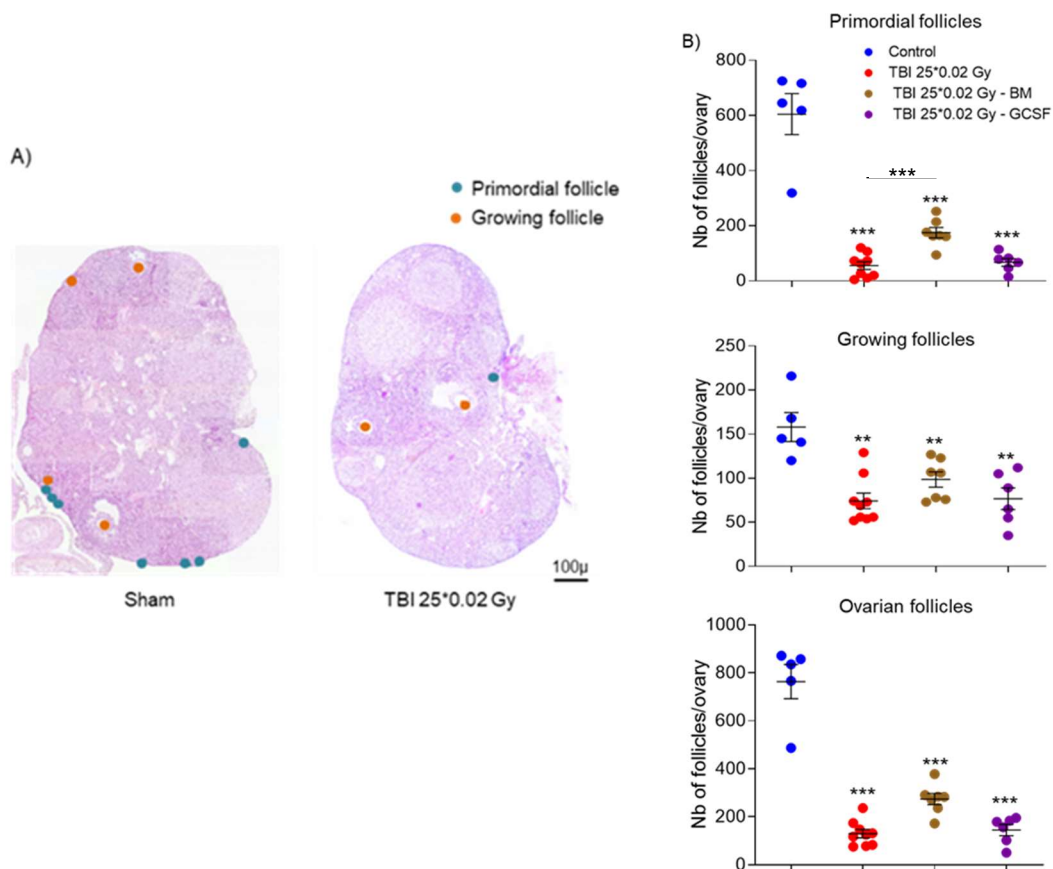 A)
Primordial follicle
Growing follicle
Sham
TBI 25*0.02 Gy
100µ
B)
Primordial follicles
Control
TBI 25*0.02 Gy
TBI 25*0.02 Gy - BM
TBI 25*0.02 Gy - GCSF
Nb of follicles/ovary
800
600
400
200
0
***
***
***
***
Growing follicles
Nb of follicles/ovary
250
200
150
100
50
0
**
**
**
Ovarian follicles
Nb of follicles/ovary
1000
800
600
400
200
0
***
***
***